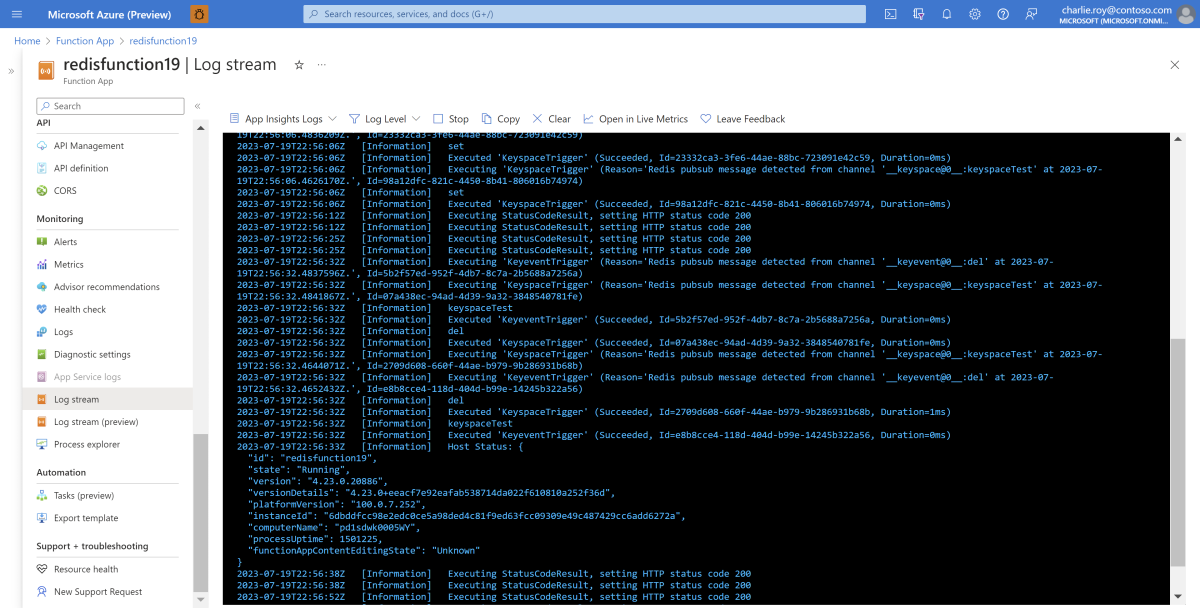 Microsoft Azure (Preview)
Search resources, services, and docs (G+/)
charlie.roy@contoso.com
MICROSOFT (MICROSOFT.ONMI...
Home > Function App > redisfunction19
redisfunction19 | Log stream
Function App
Search
API
API Management
API definition
CORS
Monitoring
Alerts
Metrics
Advisor recommendations
Health check
Logs
Diagnostic settings
App Service logs
Log stream
Log stream (preview)
Process explorer
Automation
Tasks (preview)
Export template
Support + troubleshooting
Resource health
New Support Request
App Insights Logs
Log Level
Stop
Copy
Clear
Open in Live Metrics
Leave Feedback
19T22:56:06.4836209Z.', Id=23332ca3-3fe6-44ae-88bc-723091e42c59)
2023-07-19T22:56:06Z [Information] set
2023-07-19T22:56:06Z [Information] Executed 'KeyspaceTrigger' (Succeeded, Id=23332ca3-3fe6-44ae-88bc-723091e42c59, Duration=0ms)
2023-07-19T22:56:06Z [Information] Executing 'KeyspaceTrigger' (Reason='Redis pubsub message detected from channel '__keyspace@0__:keyspaceTest' at 2023-07-
19T22:56:06.4626170Z.', Id=98a12dfc-821c-4450-8b41-806016b74974)
2023-07-19T22:56:06Z [Information] set
2023-07-19T22:56:06Z [Information] Executed 'KeyspaceTrigger' (Succeeded, Id=98a12dfc-821c-4450-8b41-806016b74974, Duration=0ms)
2023-07-19T22:56:12Z [Information] Executing StatusCodeResult, setting HTTP status code 200
2023-07-19T22:56:12Z [Information] Executing StatusCodeResult, setting HTTP status code 200
2023-07-19T22:56:25Z [Information] Executing StatusCodeResult, setting HTTP status code 200
2023-07-19T22:56:25Z [Information] Executing StatusCodeResult, setting HTTP status code 200
2023-07-19T22:56:32Z [Information] Executing 'KeyeventTrigger' (Reason='Redis pubsub message detected from channel '__keyevent@0__:del' at 2023-07-
19T22:56:32.4837596Z.', Id=5b2f57ed-952f-4db7-8c7a-2b5688a7256a)
2023-07-19T22:56:32Z [Information] Executing 'KeyspaceTrigger' (Reason='Redis pubsub message detected from channel '__keyspace@0__:keyspaceTest' at 2023-07-
19T22:56:32.4841867Z.', Id=07a438ec-94ad-4d39-9a32-3848540781fe)
2023-07-19T22:56:32Z [Information] keyspaceTest
2023-07-19T22:56:32Z [Information] Executed 'KeyeventTrigger' (Succeeded, Id=5b2f57ed-952f-4db7-8c7a-2b5688a7256a, Duration=0ms)
2023-07-19T22:56:32Z [Information] del
2023-07-19T22:56:32Z [Information] Executed 'KeyspaceTrigger' (Succeeded, Id=07a438ec-94ad-4d39-9a32-3848540781fe, Duration=0ms)
2023-07-19T22:56:32Z [Information] Executing 'KeyspaceTrigger' (Reason='Redis pubsub message detected from channel '__keyspace@0__:keyspaceTest' at 2023-07-
19T22:56:32.4644071Z.', Id=2709d608-660f-44ae-b979-9b286931b68b)
2023-07-19T22:56:32Z [Information] Executing 'KeyeventTrigger' (Reason='Redis pubsub message detected from channel '__keyevent@0__:del' at 2023-07-
19T22:56:32.4652432Z.', Id=e8b8cce4-118d-404d-b99e-14245b322a56)
2023-07-19T22:56:32Z [Information] del
2023-07-19T22:56:32Z [Information] Executed 'KeyspaceTrigger' (Succeeded, Id=2709d608-660f-44ae-b979-9b286931b68b, Duration=1ms)
2023-07-19T22:56:32Z [Information] keyspaceTest
2023-07-19T22:56:32Z [Information] Executed 'KeyeventTrigger' (Succeeded, Id=e8b8cce4-118d-404d-b99e-14245b322a56, Duration=0ms)
2023-07-19T22:56:33Z [Information] Host Status: {
"id": "redisfunction19",
"state": "Running",
"version": "4.23.0.20886",
"versionDetails": "4.23.0+eeacf7e92eafab538714da022f610810a252f36d",
"platformVersion": "100.0.7.252",
"instanceId": "6dbddfcc98e2edc0ce5a98ded4c81f9ed63fcc09309e49c487429cc6add6272a",
"computerName": "pd1sdwk0005WY",
"processUptime": 1501225,
"functionAppContentEditingState": "Unknown"
}
2023-07-19T22:56:38Z [Information] Executing StatusCodeResult, setting HTTP status code 200
2023-07-19T22:56:38Z [Information] Executing StatusCodeResult, setting HTTP status code 200
2023-07-19T22:56:52Z [Information] Executing StatusCodeResult, setting HTTP status code 200